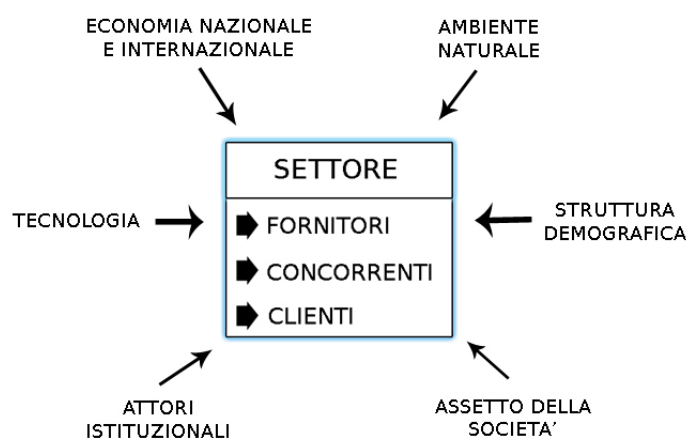 ECONOMIA NAZIONALE
E INTERNAZIONALE
AMBIENTE
NATURALE
SETTORE
TECNOLOGIA
FORNITORI
CONCORRENTI
CLIENTI
STRUTTURA
DEMOGRAFICA
ATTORI
ISTITUZIONALI
ASSETTO DELLA
SOCIETA'